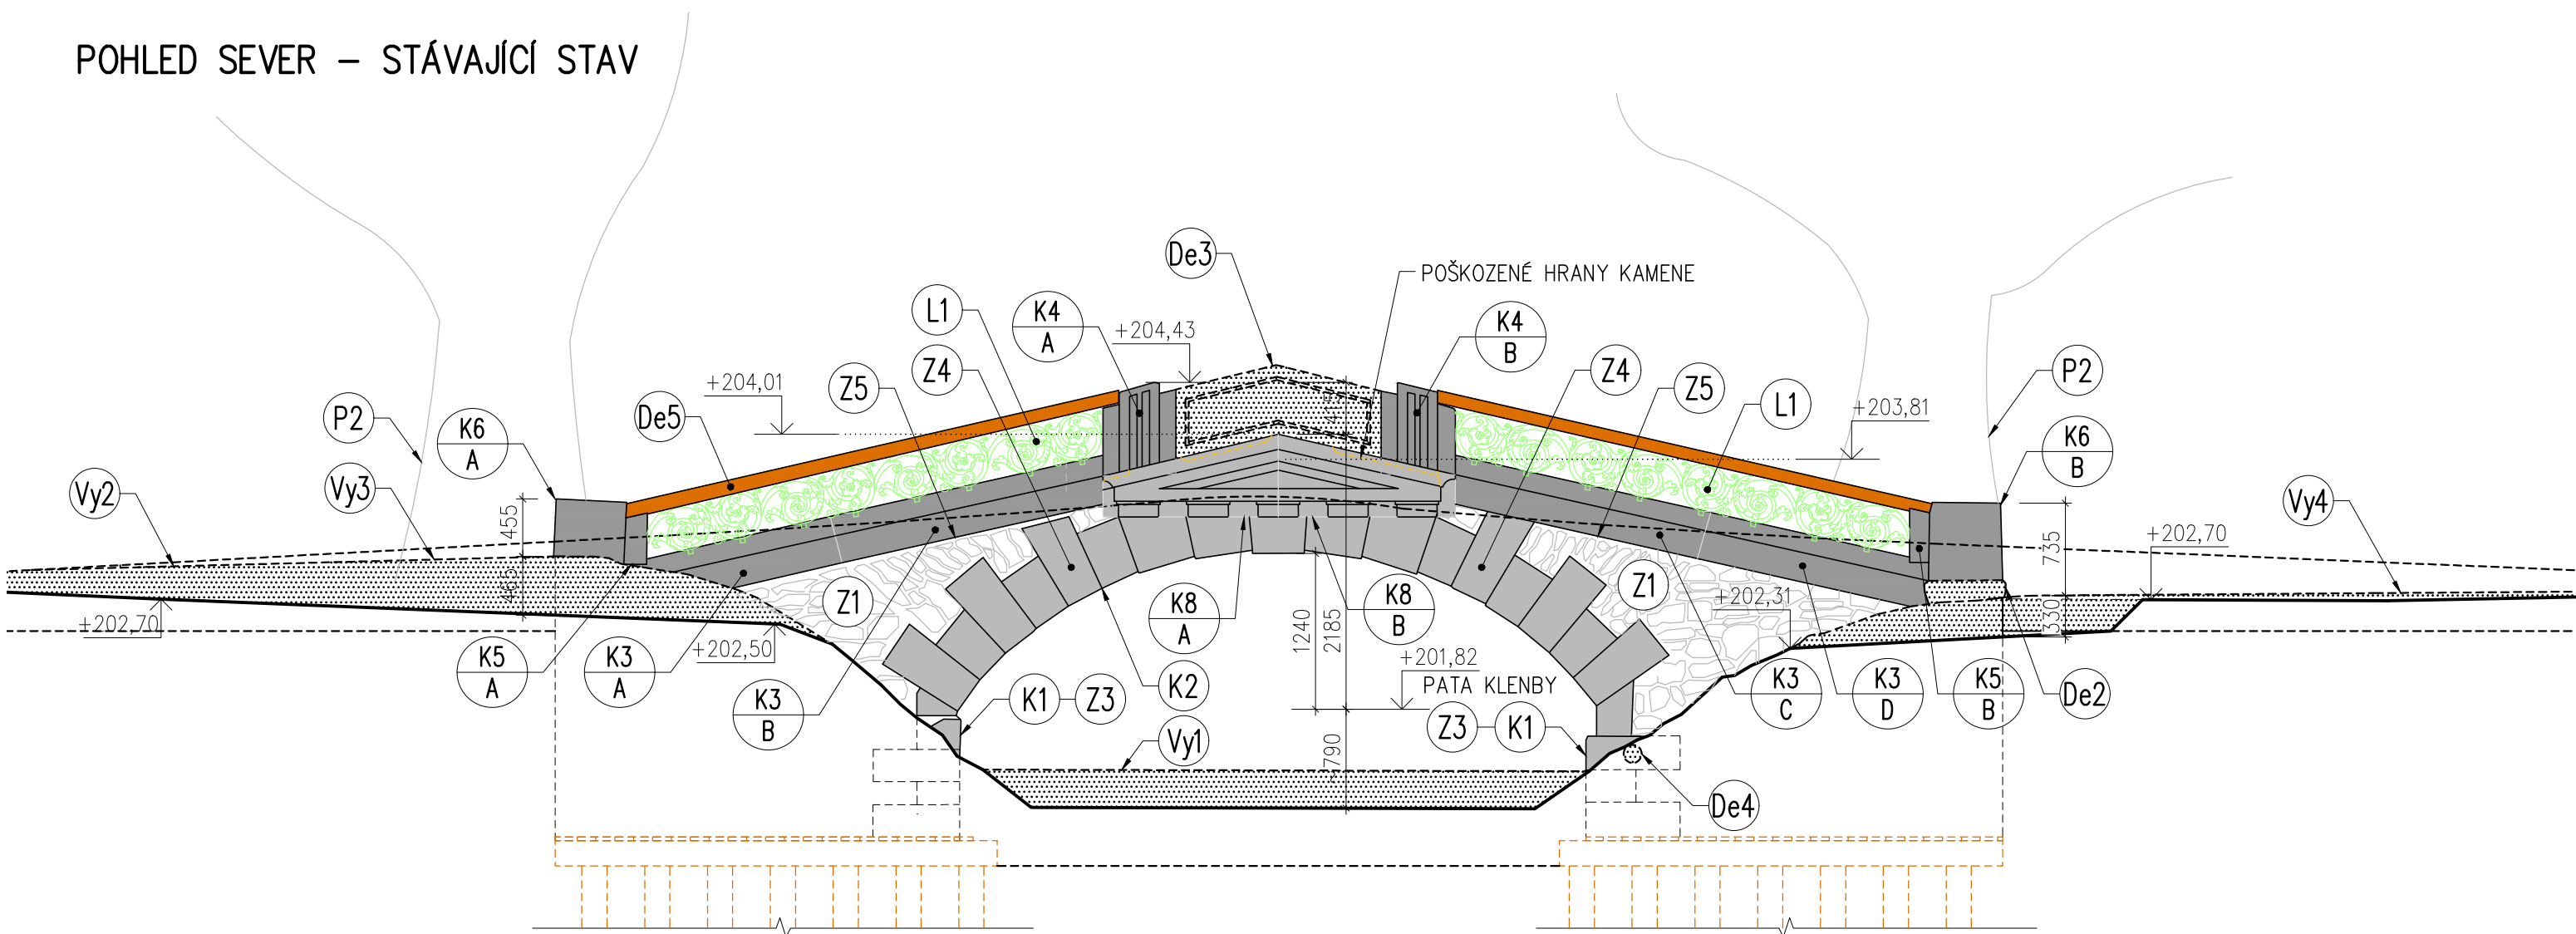 POHLED SEVER – STÁVAJÍCÍ STAV
De3
POŠKOZENÉ HRANY KAMENE
L1
K4
A
K4
B
+204,43
Z4
Z4
P2
+204,01
Z5
Z5
P2
De5
L1
+203,81
K6
A
K6
B
Vy2
Vy3
Vy4
455
735
+202,70
465
Z1
Z1
K8
A
K8
B
1240
2185
+202,31
330
+202,70
+202,50
K5
A
K3
A
K3
B
K1
Z3
K2
+201,82
PATA KLENBY
K3
C
K3
D
K5
B
De2
Vy1
Z3
K1
790
De4